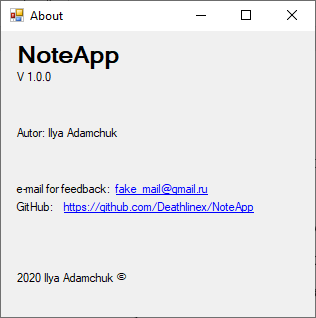 About
NoteApp
V 1.0.0
Autor: Ilya Adamchuk
e-mail for feedback: fake_mail@gmail.ru
GitHub: https://github.com/Deathlinex/NoteApp
2020 Ilya Adamchuk ©